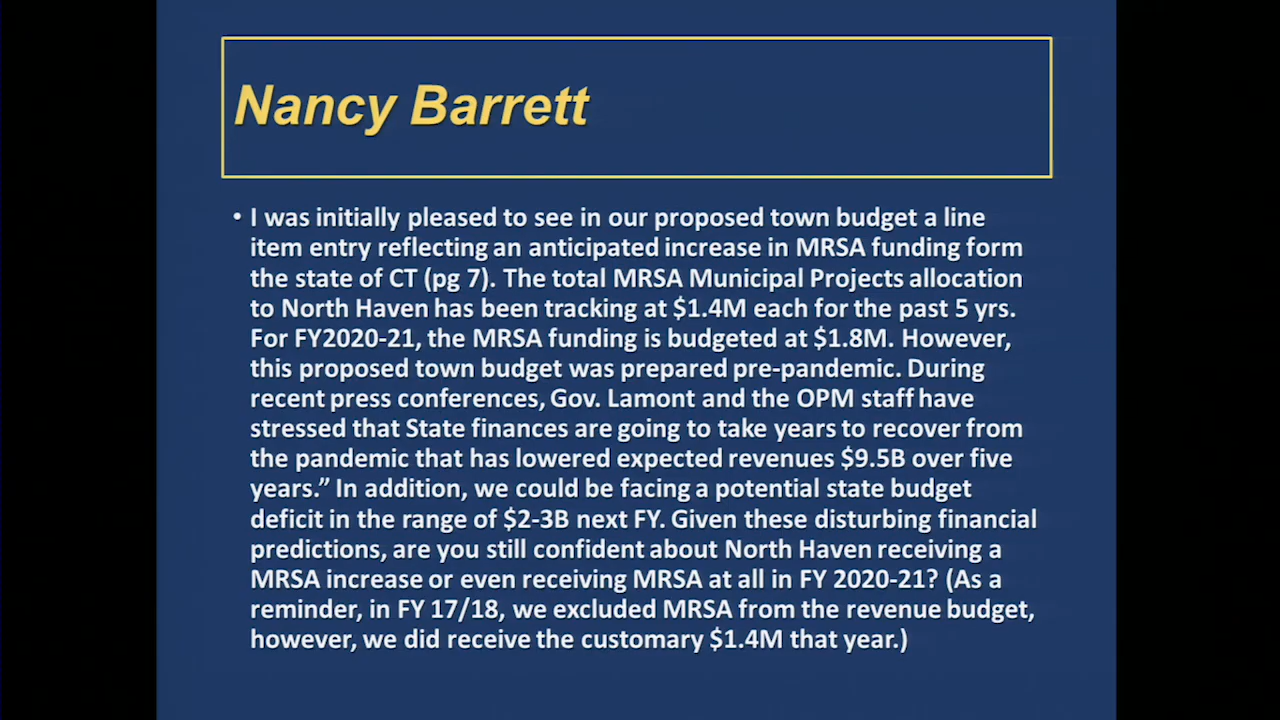 Nancy Barrett
• I was initially pleased to see in our proposed town budget a line
item entry reflecting an anticipated increase in MRSA funding form
the state of CT (pg 7). The total MRSA Municipal Projects allocation
to North Haven has been tracking at $1.4M each for the past 5 yrs.
For FY2020-21, the MRSA funding is budgeted at $1.8M. However,
this proposed town budget was prepared pre-pandemic. During
recent press conferences, Gov. Lamont and the OPM staff have
stressed that State finances are going to take years to recover from
the pandemic that has lowered expected revenues $9.5B over five
years.” In addition, we could be facing a potential state budget
deficit in the range of $2-3B next FY. Given these disturbing financial
predictions, are you still confident about North Haven receiving a
MRSA increase or even receiving MRSA at all in FY 2020-21? (As a
reminder, in FY 17/18, we excluded MRSA from the revenue budget,
however, we did receive the customary $1.4M that year.)